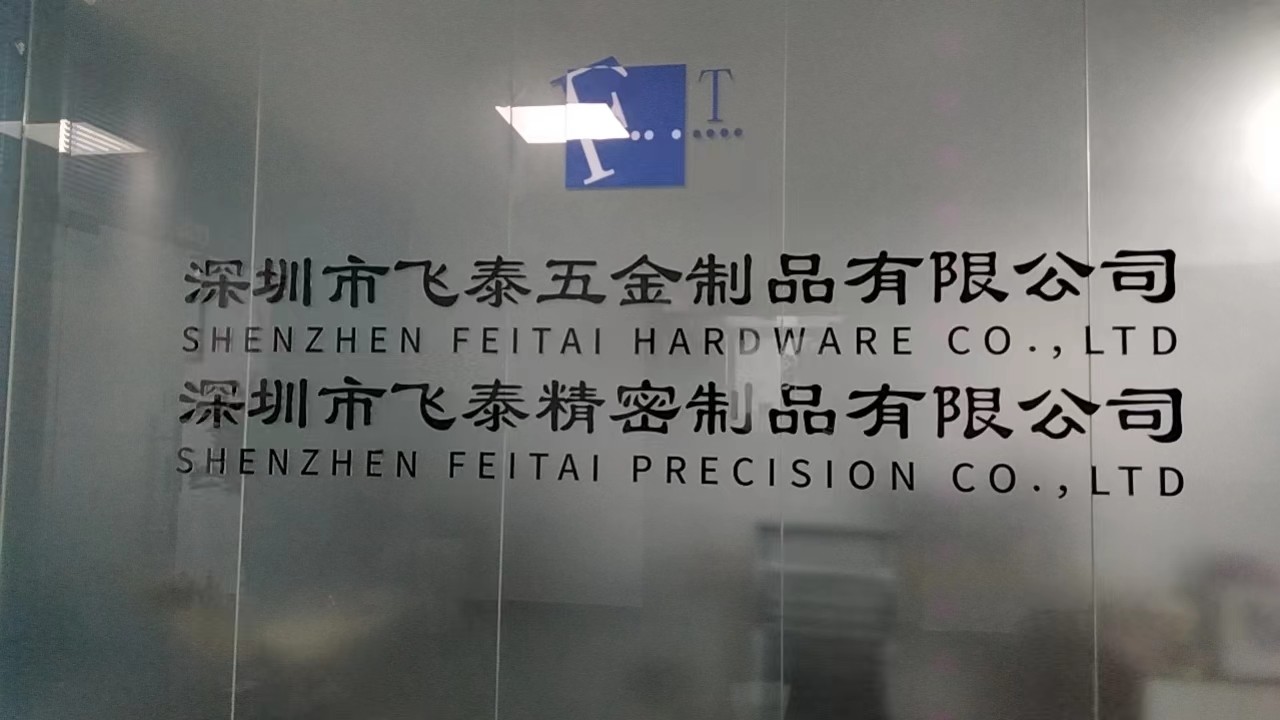 F... .... T
深圳市飞泰五金制品有限公司
SHENZHEN FEITAI HARDWARE CO.,LTD
深圳市飞泰精密制品有限公司
SHENZHEN FEITAI PRECISION CO.,LTD